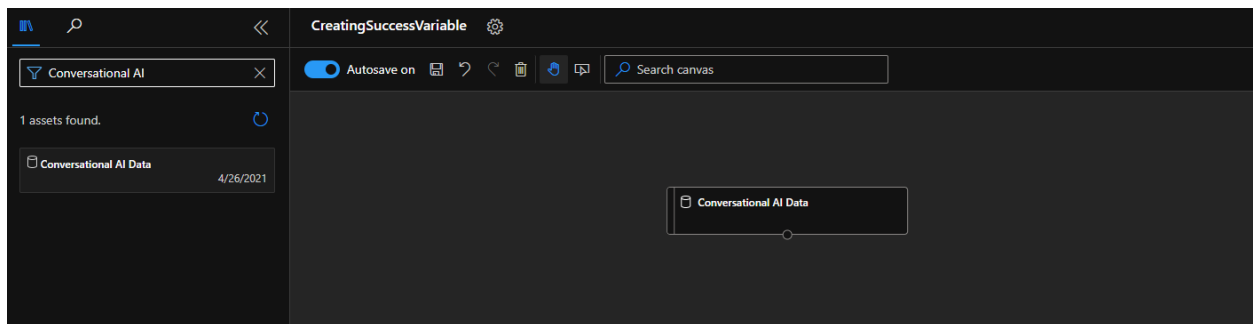 CreatingSuccessVariable
Conversational AI
Autosave on
Search canvas
1 assets found.
Conversational AI Data
4/26/2021
Conversational AI Data